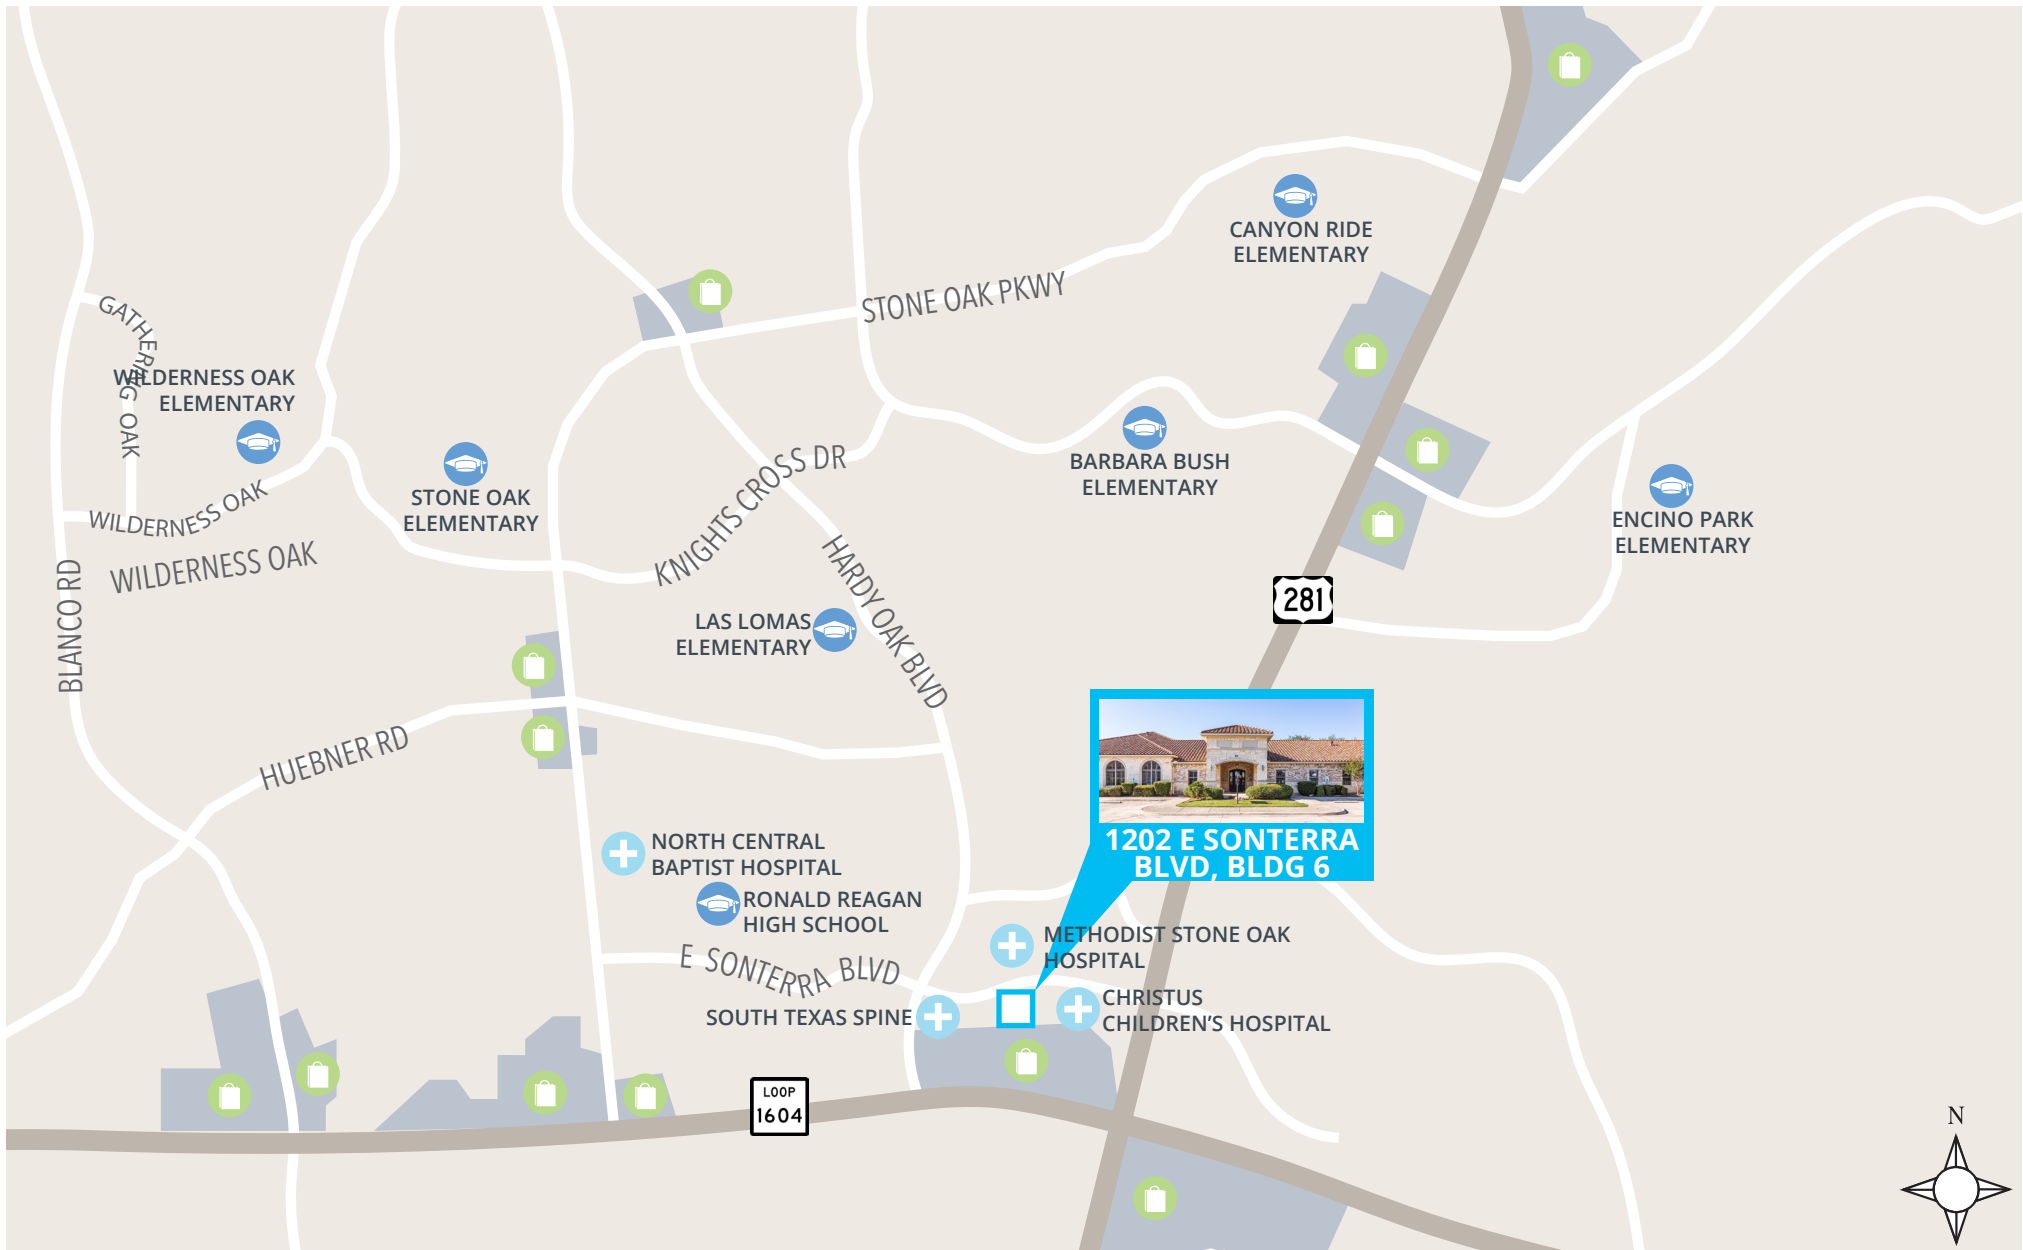 CANYON RIDE
ELEMENTARY
STONE OAK PKWY
GATHERING OAK
WILDERNESS OAK
ELEMENTARY
STONE OAK
ELEMENTARY
WILDERNESS OAK
WILDERNESS OAK
KNIGHTS CROSS DR
BARBARA BUSH
ELEMENTARY
ENCINO PARK
ELEMENTARY
BLANCO RD
HARDY OAK BLVD
281
LAS LOMAS
ELEMENTARY
HUEBNER RD
1202 E SONTERRA
BLVD, BLDG 6
NORTH CENTRAL
BAPTIST HOSPITAL
RONALD REAGAN
HIGH SCHOOL
METHODIST STONE OAK
HOSPITAL
E SONTERRA BLVD
SOUTH TEXAS SPINE
CHRISTUS
CHILDREN'S HOSPITAL
LOOP
1604
N